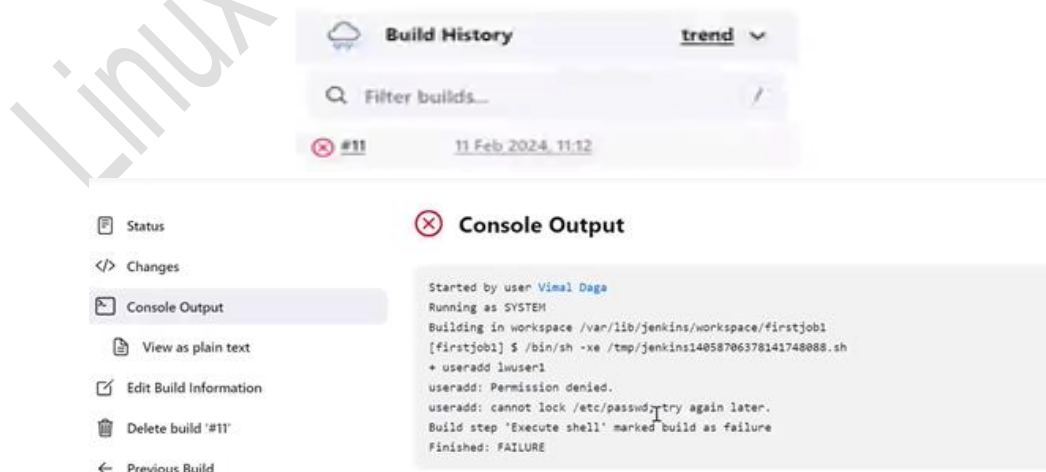 Linux
Build History trend
Filter builds... /
#11 11 Feb 2024, 11:12
Status
Changes
Console Output
View as plain text
Edit Build Information
Delete build '#11'
Previous Build
Console Output
Started by user Vimal Daga
Running as SYSTEM
Building in workspace /var/lib/jenkins/workspace/firstjob1
[firstjob1] $ /bin/sh -xe /tmp/jenkins14058706378141748088.sh
+ useradd lwuser1
useradd: Permission denied.
useradd: cannot lock /etc/passwd; try again later.
Build step 'Execute shell' marked build as failure
Finished: FAILURE